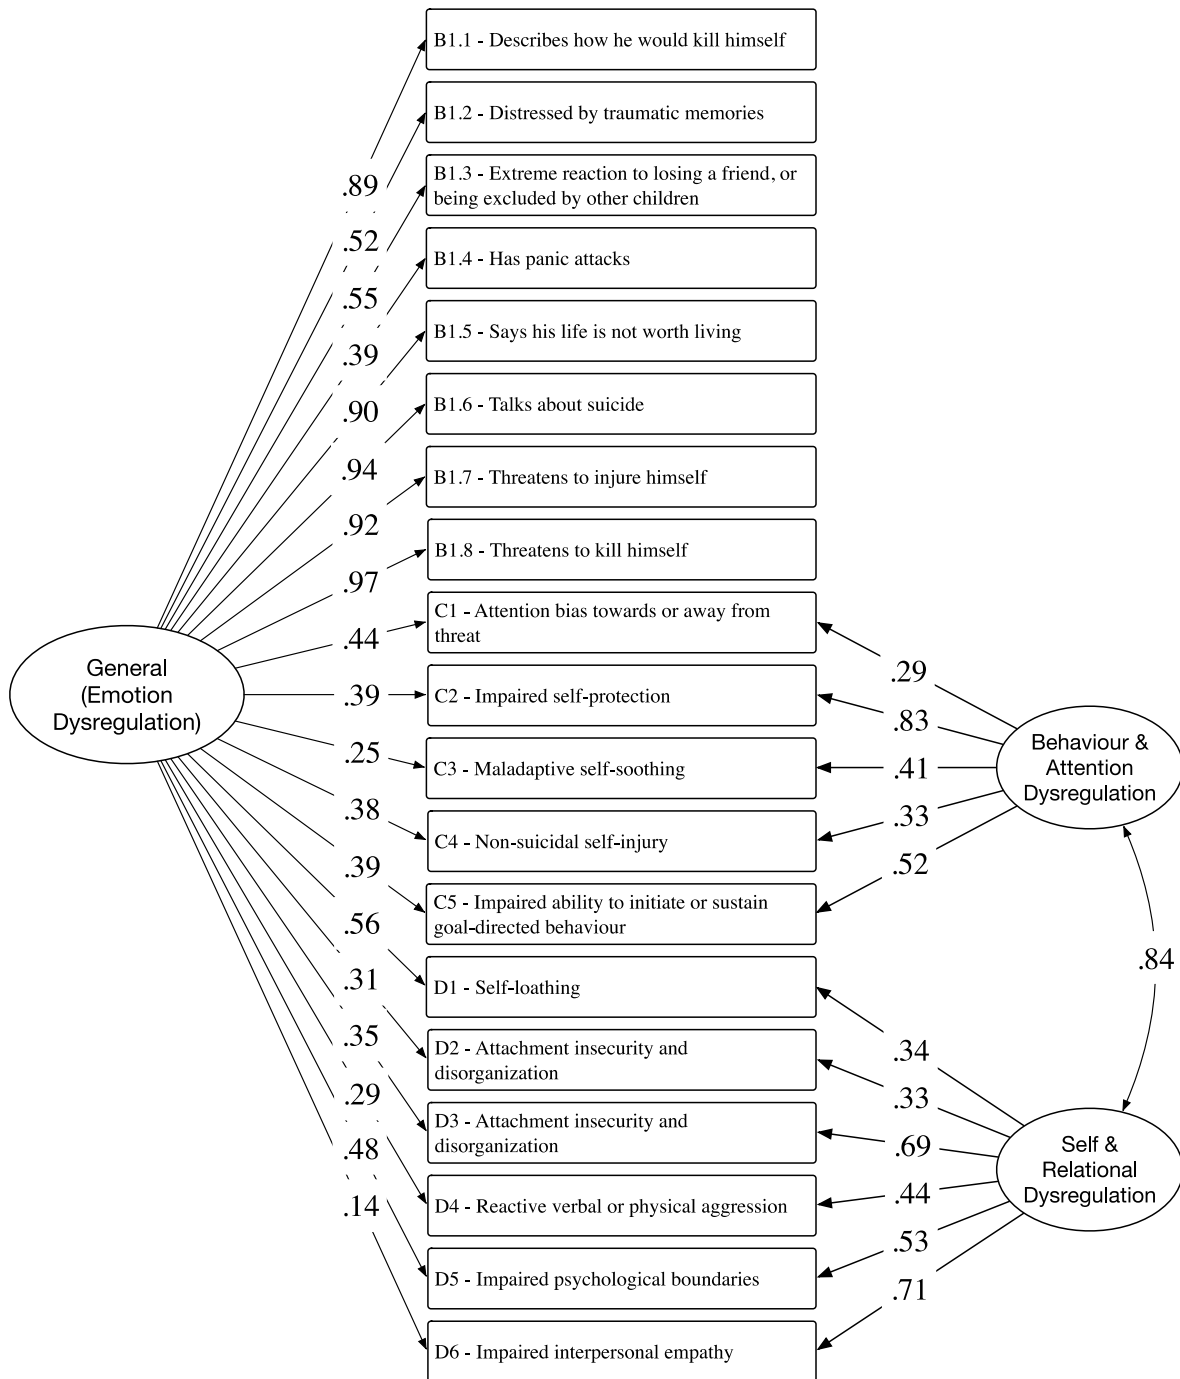 B1.1 - Describes how he would kill himself
B1.2 - Distressed by traumatic memories
B1.3 - Extreme reaction to losing a friend, or
being excluded by other children
B1.4 - Has panic attacks
B1.5 - Says his life is not worth living
B1.6 - Talks about suicide
B1.7 - Threatens to injure himself
B1.8 - Threatens to kill himself
C1 - Attention bias towards or away from
threat
C2 - Impaired self-protection
C3 - Maladaptive self-soothing
C4 - Non-suicidal self-injury
C5 - Impaired ability to initiate or sustain
goal-directed behaviour
D1 - Self-loathing
D2 - Attachment insecurity and
disorganization
D3 - Attachment insecurity and
disorganization
D4 - Reactive verbal or physical aggression
D5 - Impaired psychological boundaries
D6 - Impaired interpersonal empathy
General
(Emotion
Dysregulation)
.89
.52
.55
.39
.90
.94
.92
.97
.44
.39
.25
.38
.39
.56
.31
.35
.29
.48
.14
Behaviour &
Attention
Dysregulation
.29
.83
.41
.33
.52
.84
Self &
Relational
Dysregulation
.34
.33
.69
.44
.53
.71